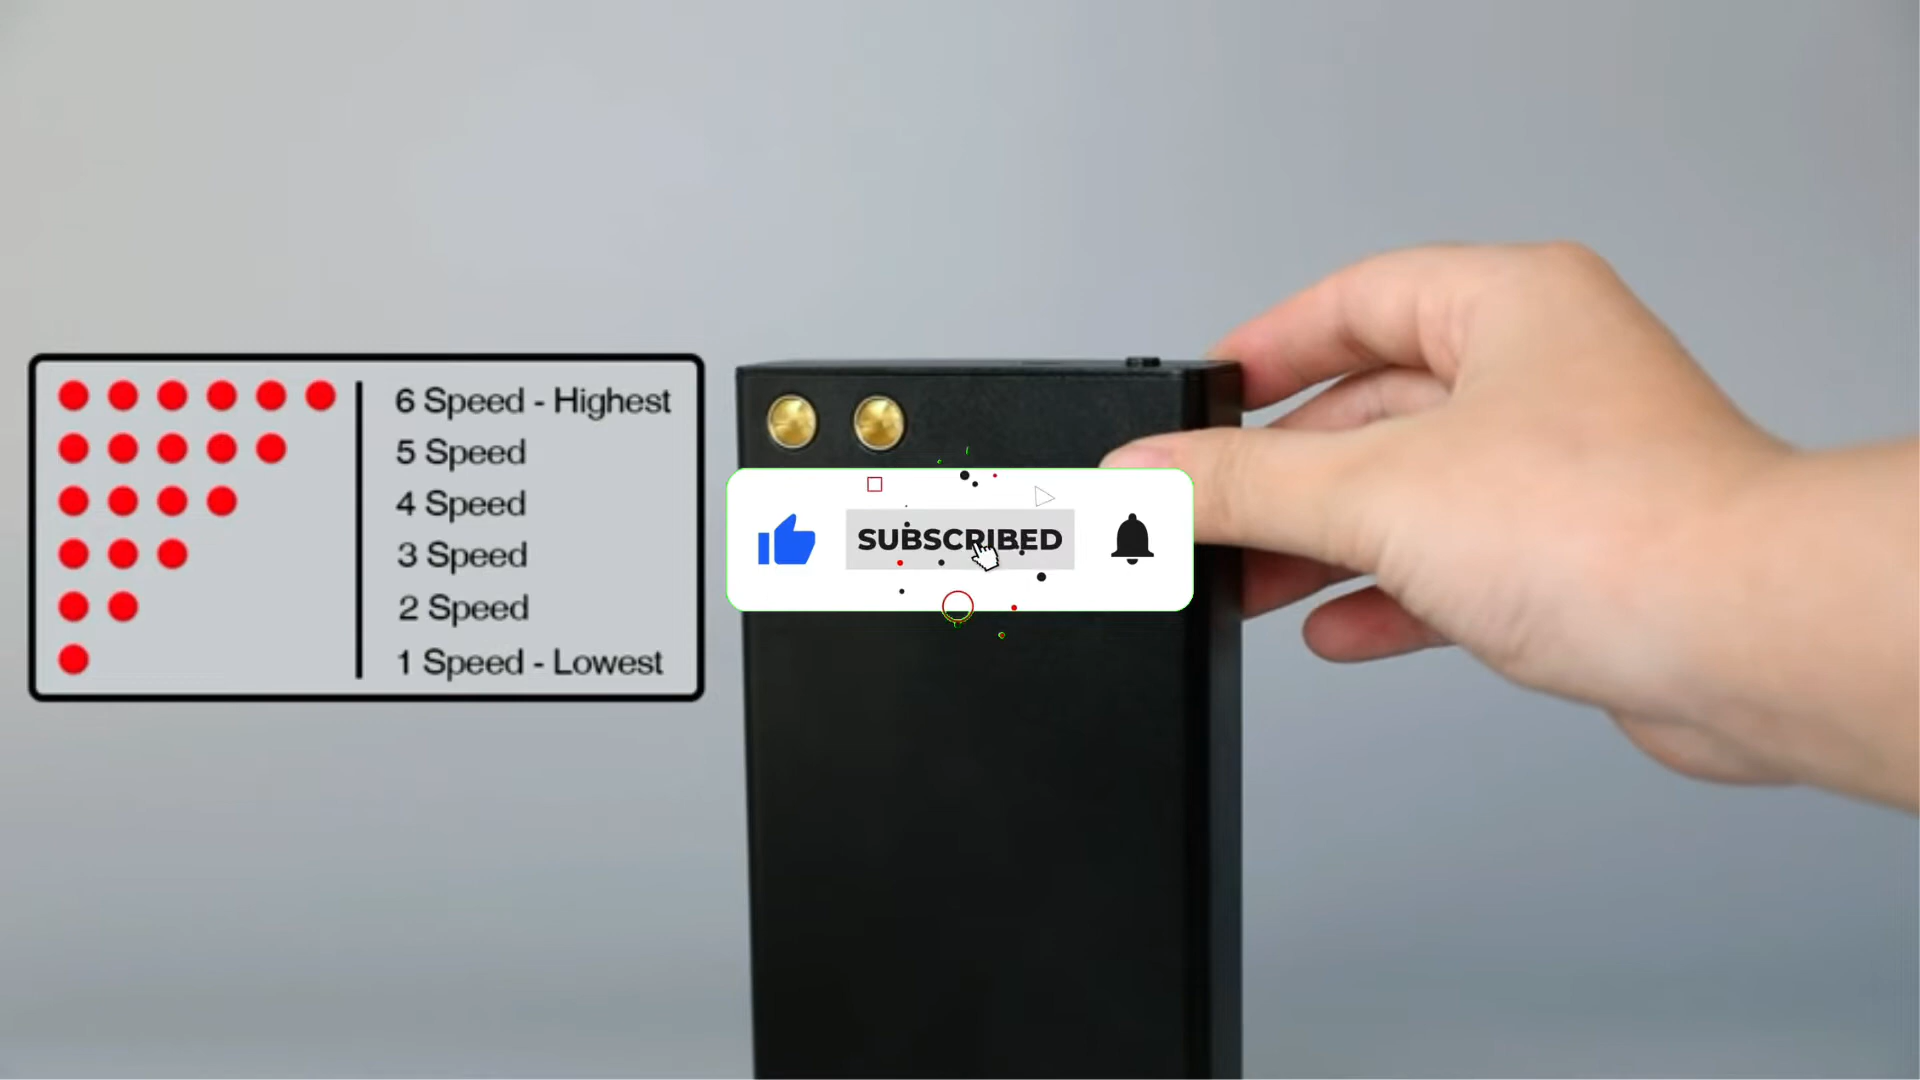 6 Speed - Highest
5 Speed
4 Speed
3 Speed
2 Speed
1 Speed - Lowest
SUBSCRIBED